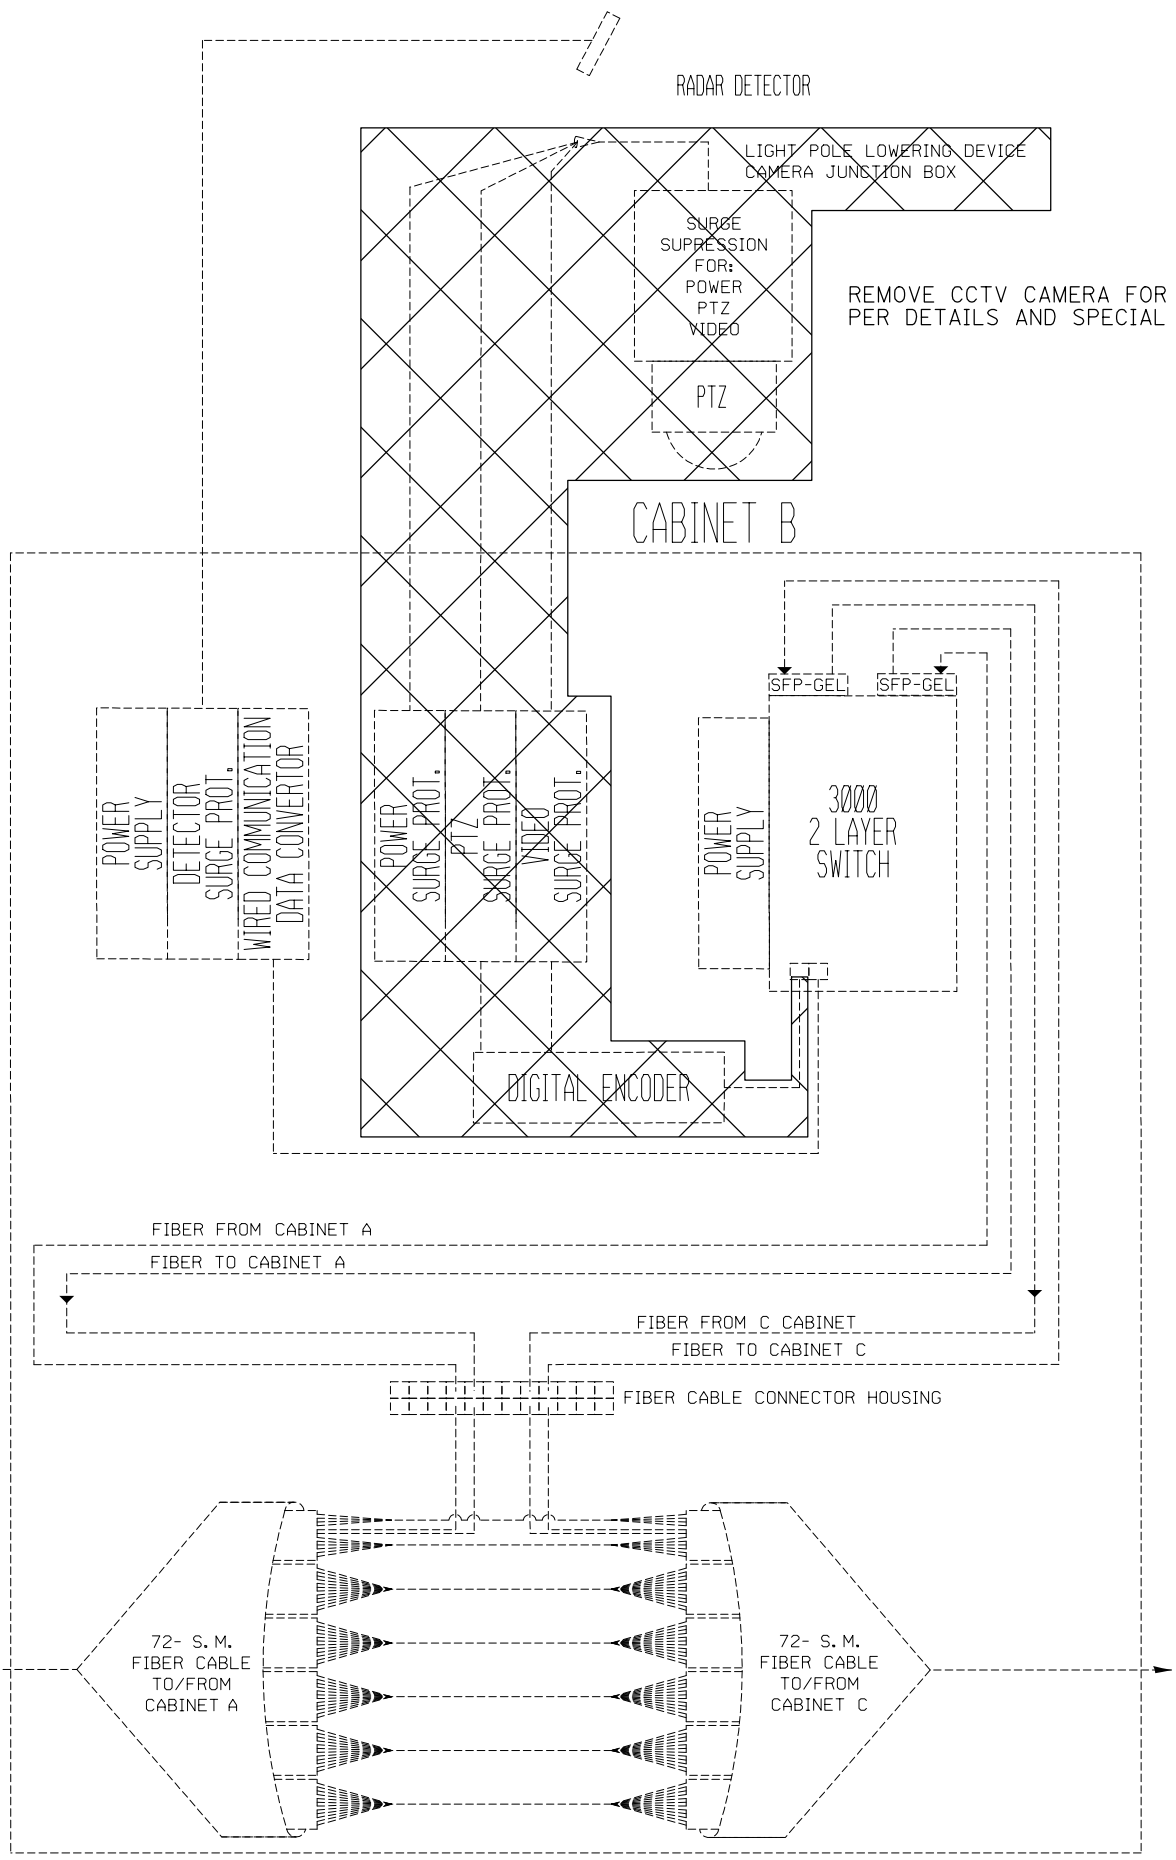 RADAR DETECTOR
LIGHT POLE LOWERING DEVICE
CAMERA JUNCTION BOX
SURGE
SUPRESSION
FOR:
POWER
PTZ
VIDEO
REMOVE CCTV CAMERA FOR
PER DETAILS AND SPECIAL
PTZ
CABINET B
SFP-GEL
SFP-GEL
POWER
SUPPLY
DETECTOR
SURGE PROT.
WIRED COMMUNICATION
DATA CONVERTOR
POWER
SURGE PROT.
PTZ
SURGE PROT.
VIDEO
SURGE PROT.
POWER
SUPPLY
3000
2 LAYER
SWITCH
DIGITAL ENCODER
FIBER FROM CABINET A
FIBER TO CABINET A
FIBER FROM C CABINET
FIBER TO CABINET C
FIBER CABLE CONNECTOR HOUSING
72- S.M.
FIBER CABLE
TO/FROM
CABINET A
72- S.M.
FIBER CABLE
TO/FROM
CABINET C